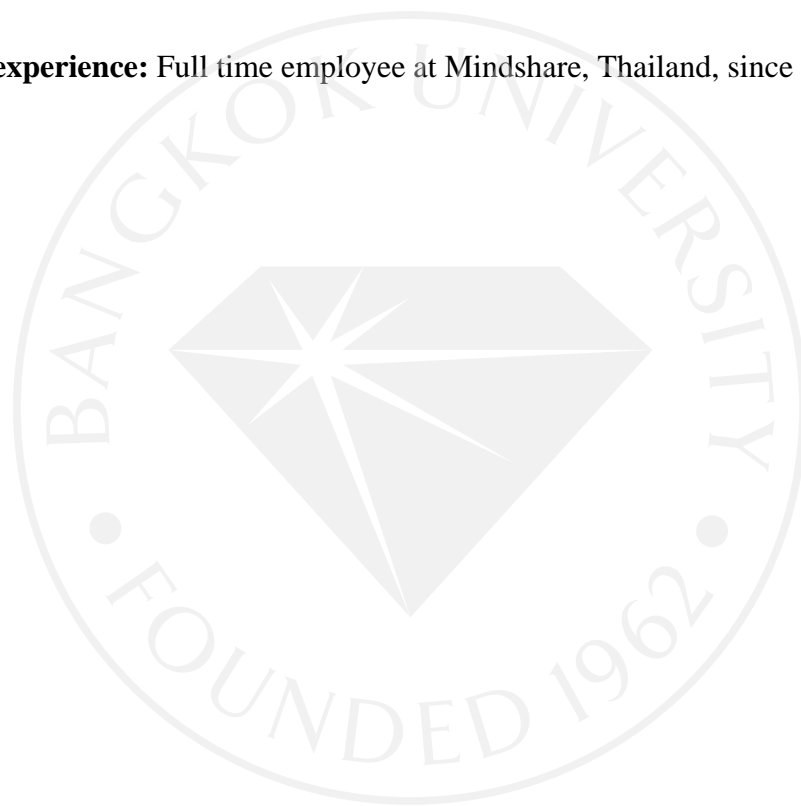 experience: Full time employee at Mindshare, Thailand, since
BANGKOK UNIVERSITY
FOUNDED 1962